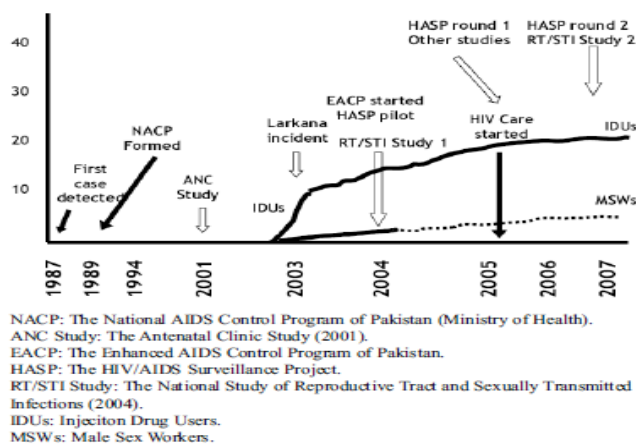 40
30
20
10
HASP round 1
Other studies
HASP round 2
RT/STI Study 2
EACP started
HASP pilot
RT/STI Study 1
HIV Care
started
IDUs
Larkana
incident
NACP
Formed
First
case
detected
ANC
Study
IDUs
MSWs
1987
1989
1994
2001
2003
2004
2005
2006
2007
NACP: The National AIDS Control Program of Pakistan (Ministry of Health).
ANC Study: The Antenatal Clinic Study (2001).
EACP: The Enhanced AIDS Control Program of Pakistan.
HASP: The HIV/AIDS Surveillance Project.
RT/STI Study: The National Study of Reproductive Tract and Sexually Transmitted
Infections (2004).
IDUs: Injeciton Drug Users.
MSWs: Male Sex Workers.